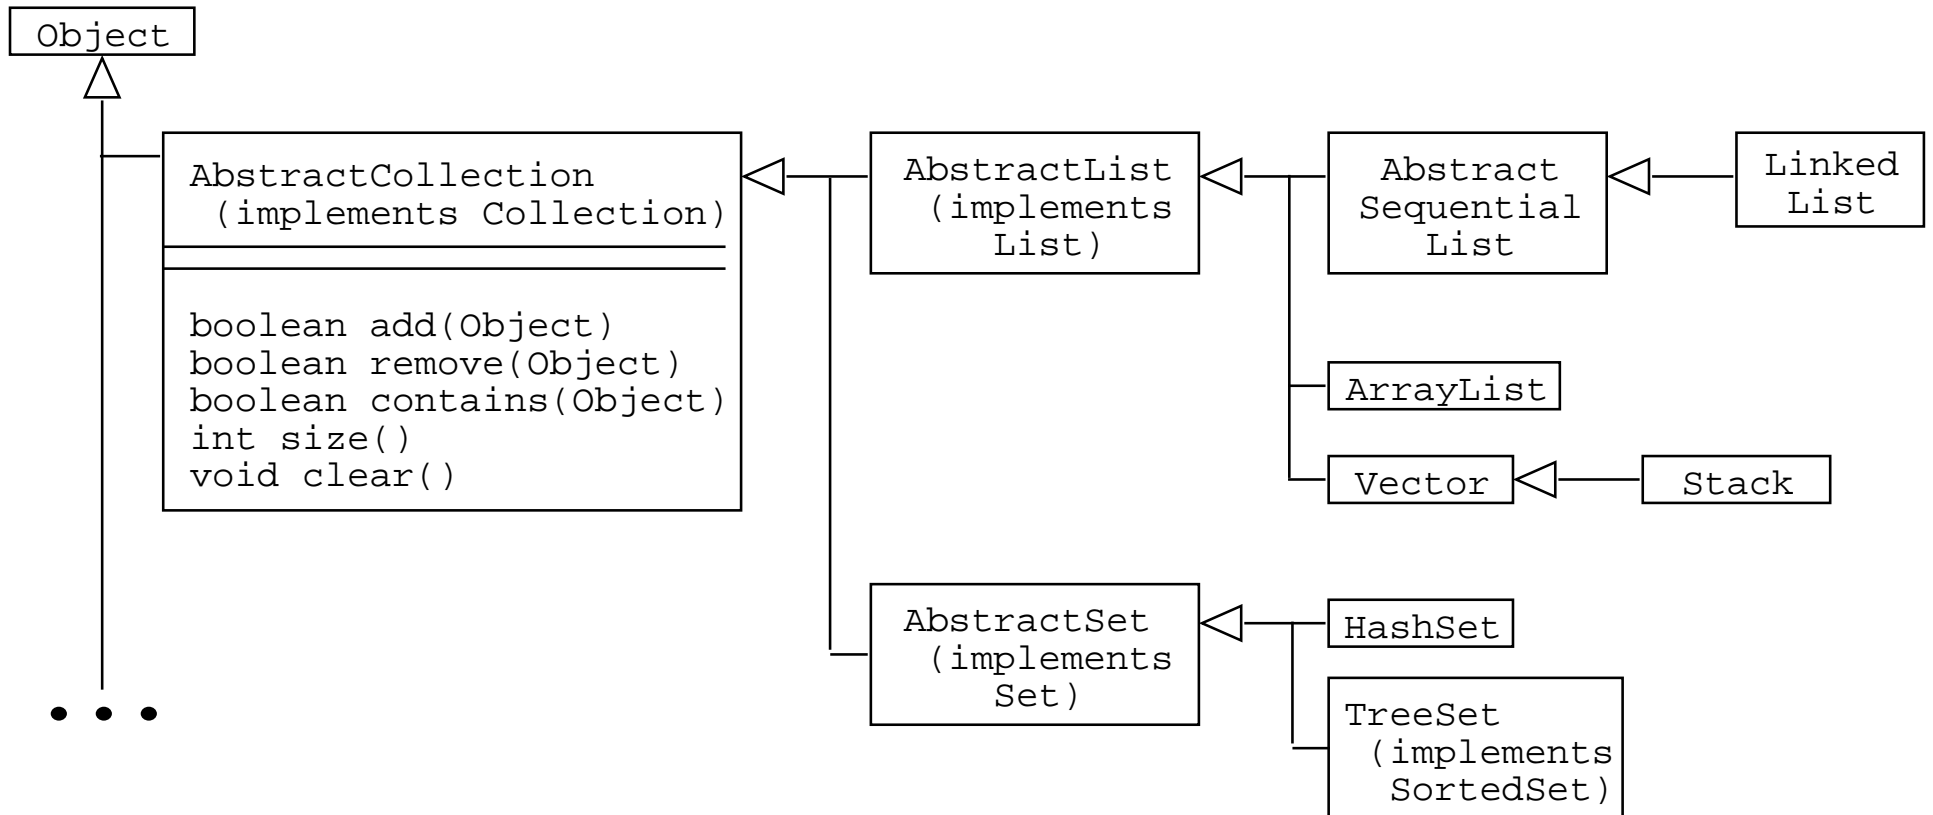 Object
AbstractCollection
(implements Collection)
boolean add(Object)
boolean remove(Object)
boolean contains(Object)
int size()
void clear()
AbstractList
(implements
List)
Abstract
Sequential
List
Linked
List
ArrayList
Vector
Stack
AbstractSet
(implements
Set)
HashSet
TreeSet
(implements
SortedSet)